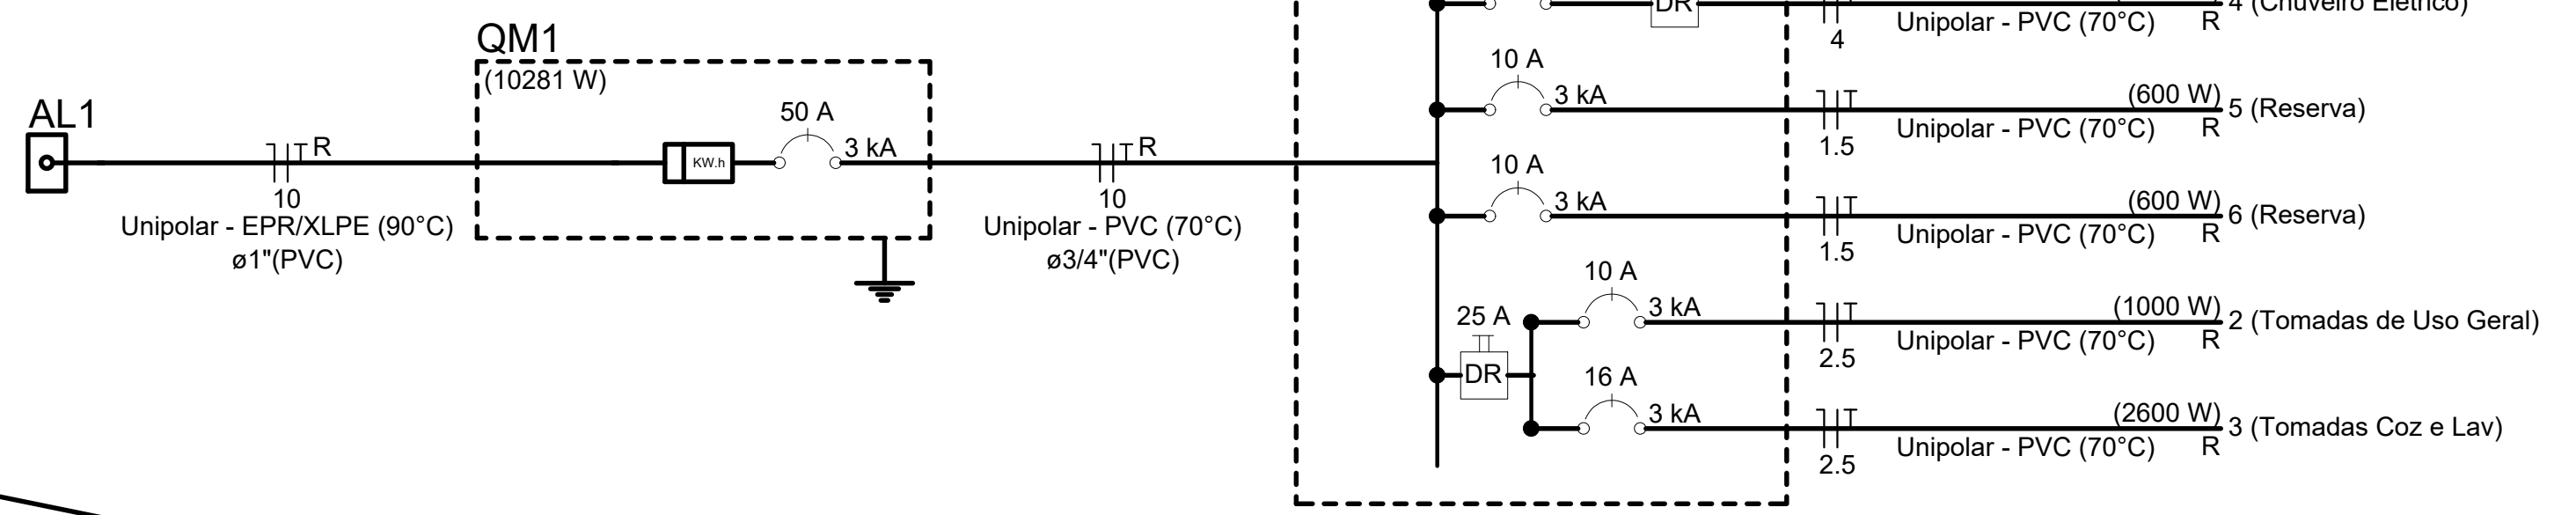 AL1
R
10
Unipolar - EPR/XLPE (90°C)
ø1"(PVC)
QM1
(10281 W)
KW.h
50 A
3 kA
R
10
Unipolar - PVC (70°C)
ø3/4"(PVC)
DR
4
Unipolar - PVC (70°C)
R
4 (Chuveiro Elétrico)
10 A
3 kA
1.5
(600 W)
Unipolar - PVC (70°C)
R
5 (Reserva)
10 A
3 kA
1.5
(600 W)
Unipolar - PVC (70°C)
R
6 (Reserva)
25 A
DR
10 A
3 kA
2.5
(1000 W)
Unipolar - PVC (70°C)
R
2 (Tomadas de Uso Geral)
16 A
3 kA
2.5
(2600 W)
Unipolar - PVC (70°C)
R
3 (Tomadas Coz e Lav)